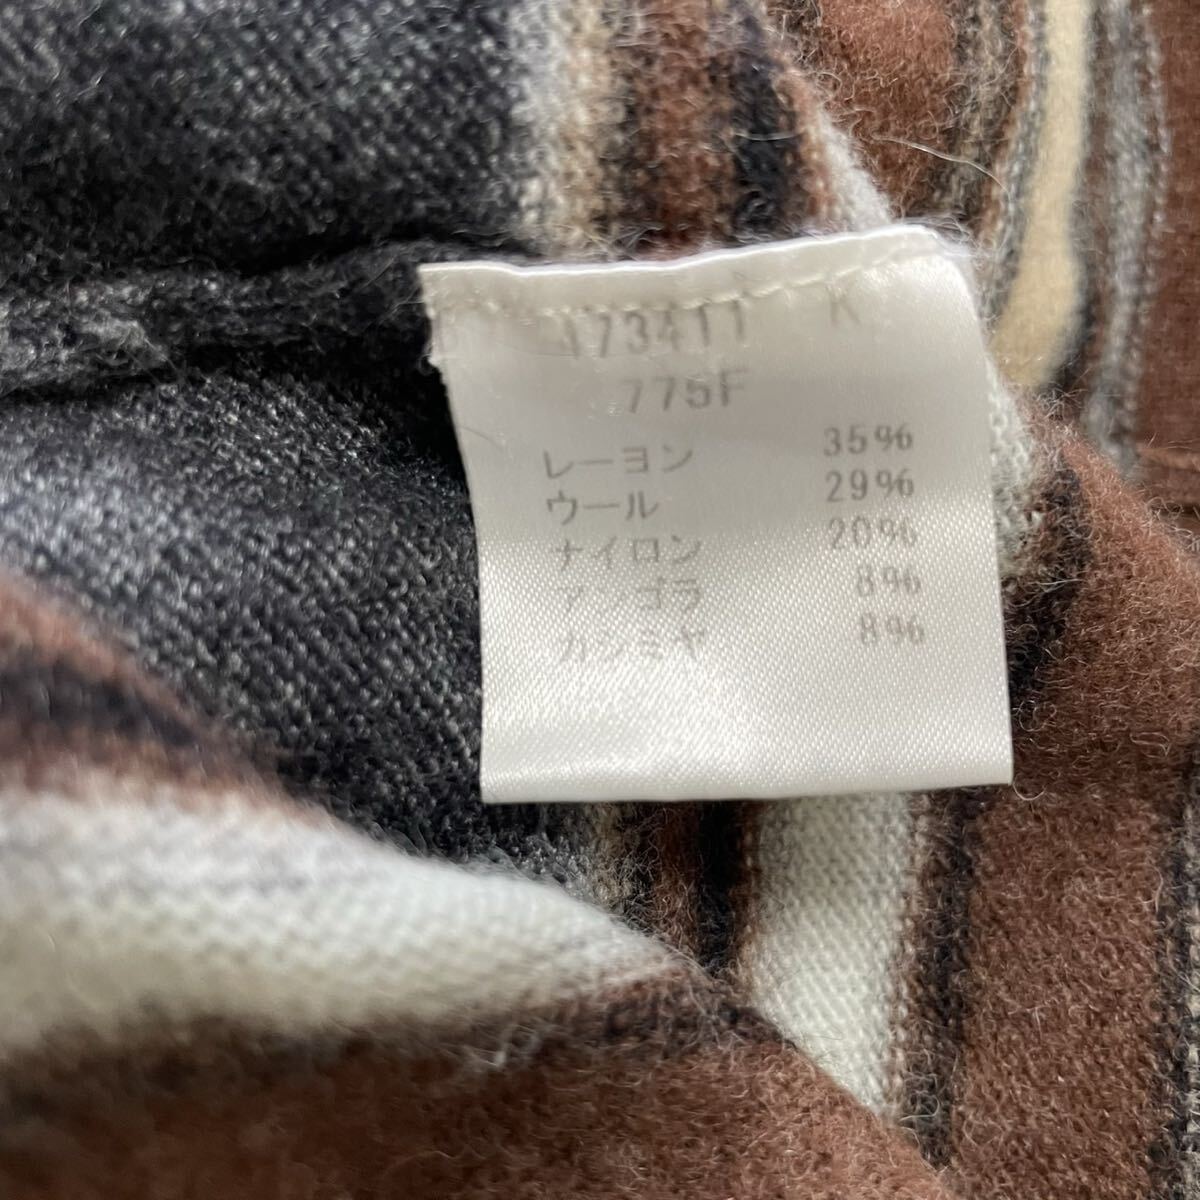 173411 K
775F
レーヨン 35%
ウール 29%
ナイロン 20%
アンゴラ 8%
カシミヤ 8%